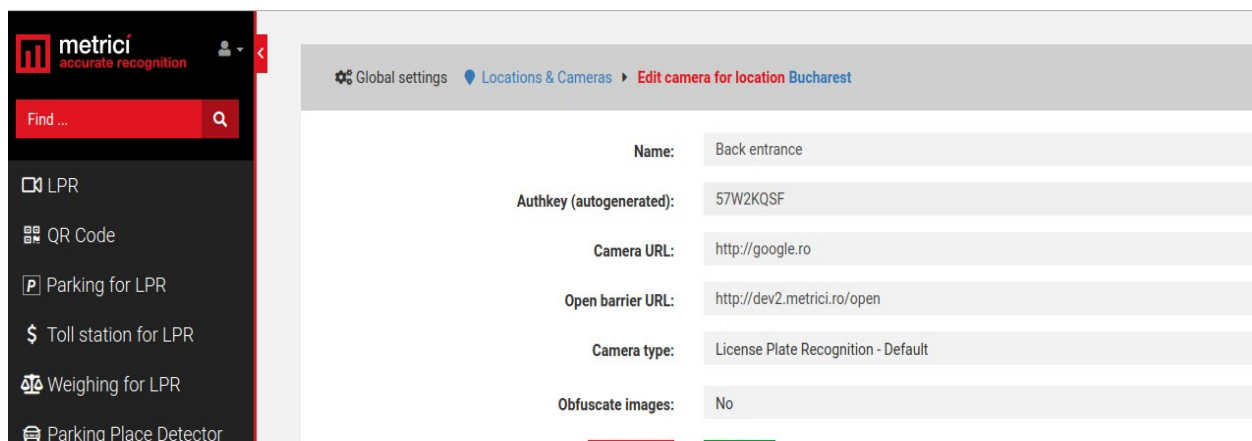 metrici
accurate recognition
Find ...
LPR
QR Code
P Parking for LPR
$ Toll station for LPR
Weighing for LPR
Parking Place Detector
Global settings Locations & Cameras Edit camera for location Bucharest
Name: Back entrance
Authkey (autogenerated): 57W2KQSF
Camera URL: http://google.ro
Open barrier URL: http://dev2.metrici.ro/open
Camera type: License Plate Recognition - Default
Obfuscate images: No